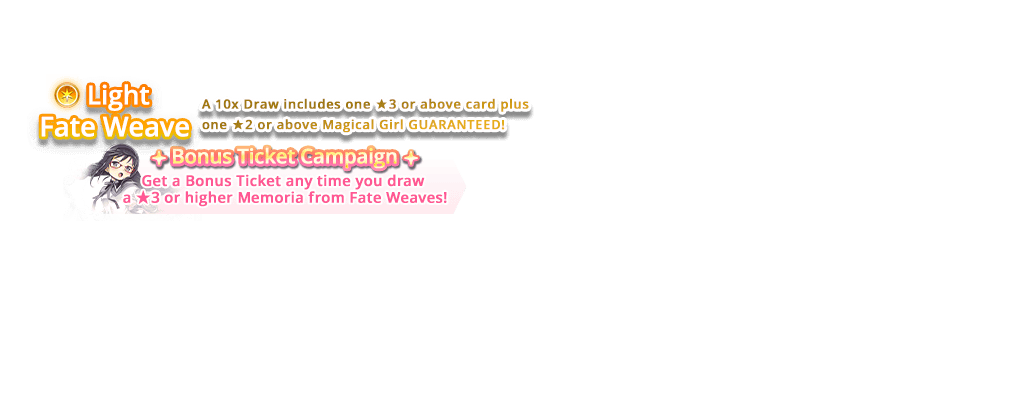 Light
Fate Weave
A 10x Draw includes one ★3 or above card plus
one ★2 or above Magical Girl GUARANTEED!
Bonus Ticket Campaign
Get a Bonus Ticket any time you draw
a ★3 or higher Memoria from Fate Weaves!